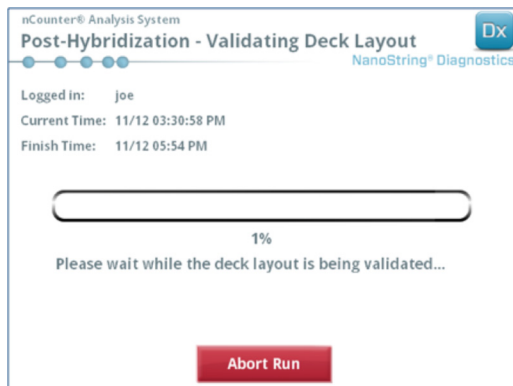 nCounter® Analysis System
Post-Hybridization - Validating Deck Layout
Dx
NanoString® Diagnostics
Logged in: joe
Current Time: 11/12 03:30:58 PM
Finish Time: 11/12 05:54 PM
1%
Please wait while the deck layout is being validated...
Abort Run